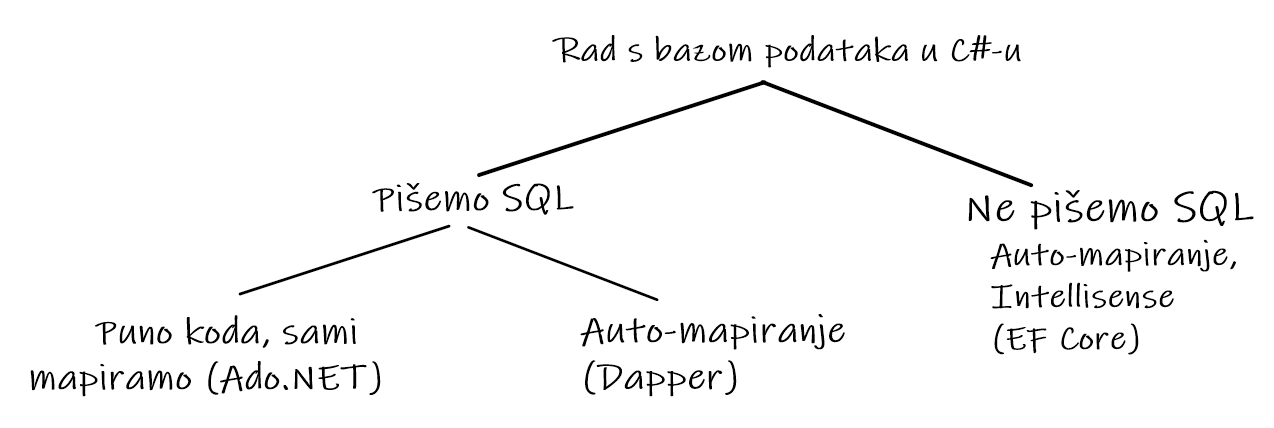 Rad s bazom podataka u C#-u
Pišemo SQL
Ne pišemo SQL
Auto-mapiranje,
Intellisense
(EF Core)
Puno koda, sami
mapiramo (Ado.NET)
Auto-mapiranje
(Dapper)